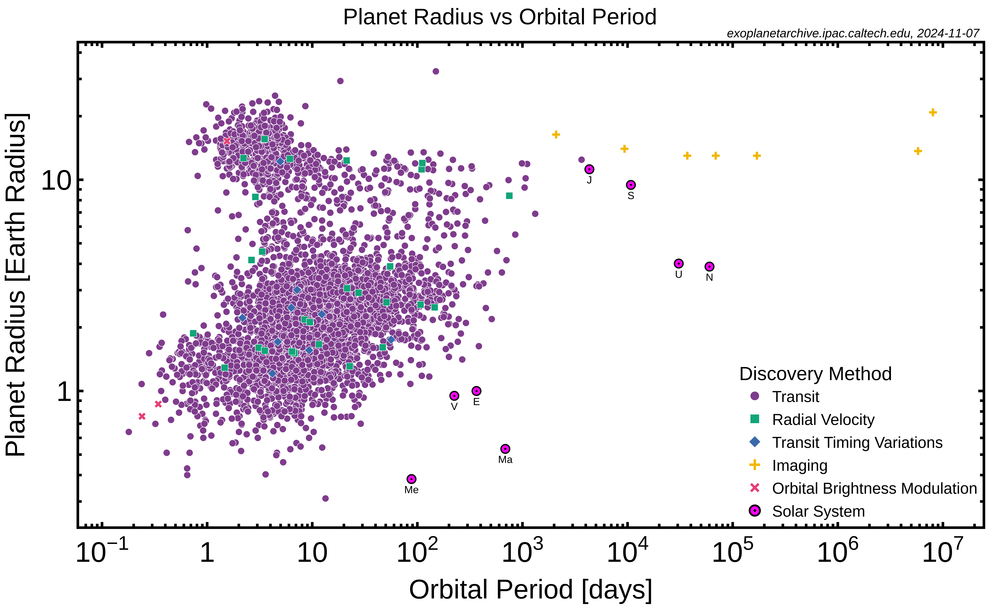 Planet Radius vs Orbital Period
exoplanetarchive.ipac.caltech.edu, 2024-11-07
Planet Radius [Earth Radius]
10
1
J
S
U
N
V
E
Ma
Me
Discovery Method
Transit
Radial Velocity
Transit Timing Variations
Imaging
Orbital Brightness Modulation
Solar System
10⁻¹ 1 10 10² 10³ 10⁴ 10⁵ 10⁶ 10⁷
Orbital Period [days]